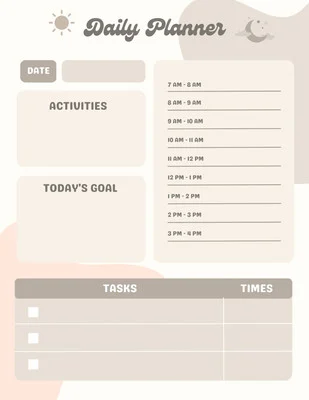 Daily Planner
DATE
ACTIVITIES
TODAY'S GOAL
7 AM - 8 AM
8 AM - 9 AM
9 AM - 10 AM
10 AM - 11 AM
11 AM - 12 PM
12 PM - 1 PM
1 PM - 2 PM
2 PM - 3 PM
3 PM - 4 PM
TASKS TIMES